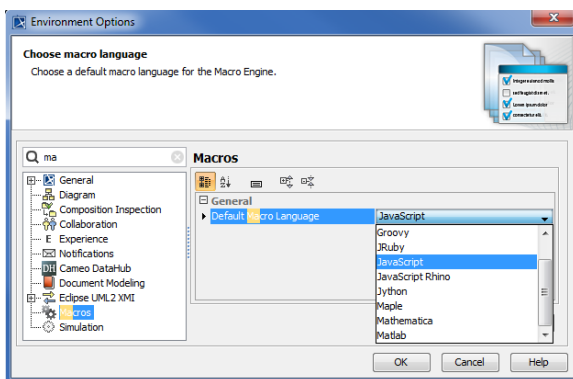 Environment Options
Choose macro language
Choose a default macro language for the Macro Engine.
ma
General
Diagram
Composition Inspection
Collaboration
E Experience
Notifications
DH Cameo DataHub
Document Modeling
Eclipse UML2 XMI
Macros
Simulation
Macros
General
Default Macro Language
JavaScript
Groovy
JRuby
JavaScript
JavaScript Rhino
Jython
Maple
Mathematica
Matlab
OK
Cancel
Help